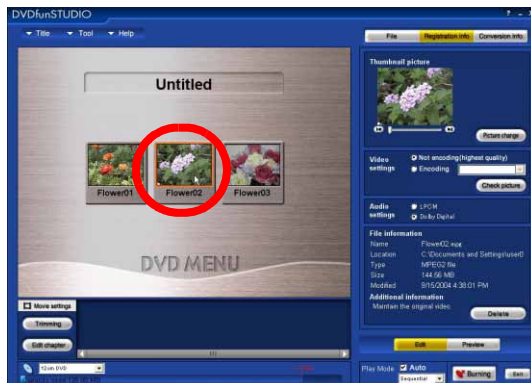 DVDfunSTUDIO
Title Tool Help
File Registration Info Conversion Info
Untitled
Flower01 Flower02 Flower03
DVD MENU
Thumbnail picture
Picture change
Video settings
Not encoding(highest quality)
Encoding
Check picture
Audio settings
LPCM
Dolby Digital
File information
Name Flower02.mpg
Location C:\Documents and Settings\user0
Type MPEG2 file
Size 144.56 MB
Modified 9/15/2004 4:38:01 PM
Additional information
Maintain the original video.
Delete
Movie settings
Trimming
Edit chapter
Edit Preview
12cm DVD
Play Mode Auto
Sequential
Burning Exit